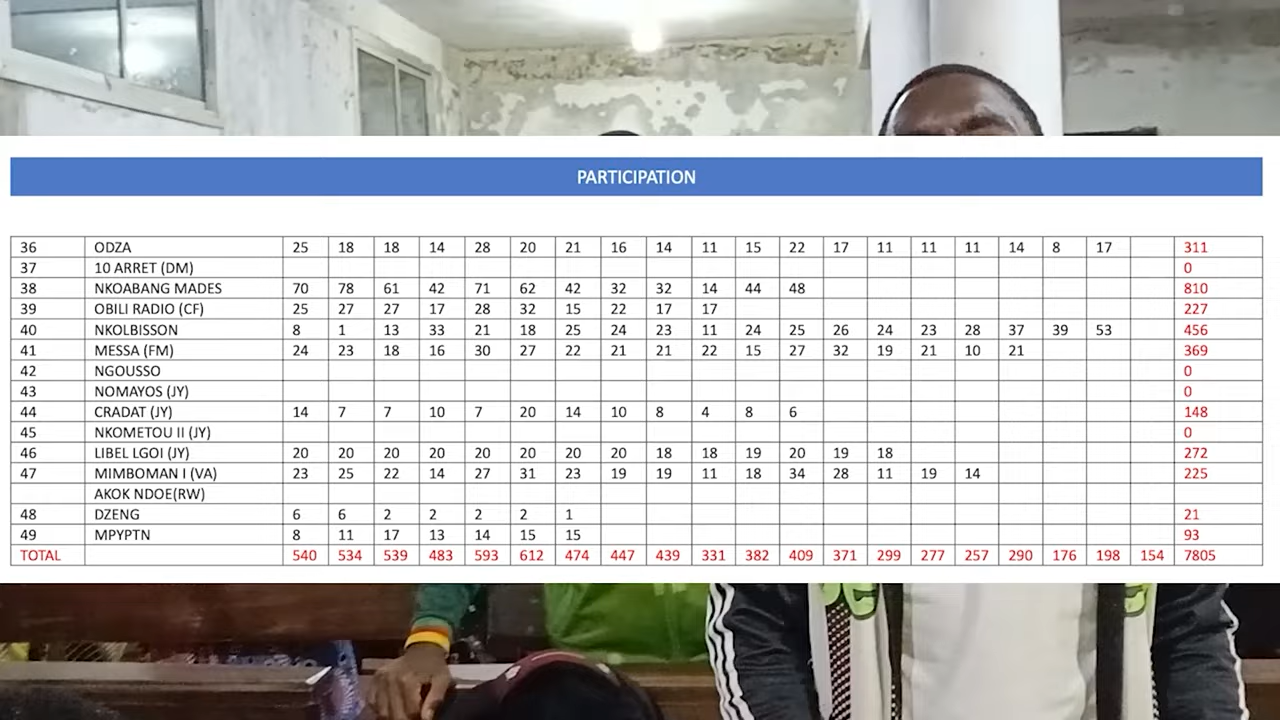 PARTICIPATION
36 ODZA 25 18 18 14 28 20 21 16 14 11 15 22 17 11 11 11 14 8 17 311
37 10 ARRET (DM) 0
38 NKOABANG MADES 70 78 61 42 71 62 42 32 32 14 44 48 810
39 OBILI RADIO (CF) 25 27 27 17 28 32 15 22 17 17 227
40 NKOLBISSON 8 1 13 33 21 18 25 24 23 11 24 25 26 24 23 28 37 39 53 456
41 MESSA (FM) 24 23 18 16 30 27 22 21 21 22 15 27 32 19 21 10 21 369
42 NGOUSSO 0
43 NOMAYOS (JY) 0
44 CRADAT (JY) 14 7 7 10 7 20 14 10 8 4 8 6 148
45 NKOMETOU II (JY) 0
46 LIBEL LGOI (JY) 20 20 20 20 20 20 20 20 18 18 19 20 19 18 272
47 MIMBOMAN I (VA) 23 25 22 14 27 31 23 19 19 11 18 34 28 11 19 14 225
AKOK NDOE(RW)
48 DZENG 6 6 2 2 2 2 1 21
49 MPYPTN 8 11 17 13 14 15 15 93
TOTAL 540 534 539 483 593 612 474 447 439 331 382 409 371 299 277 257 290 176 198 154 7805